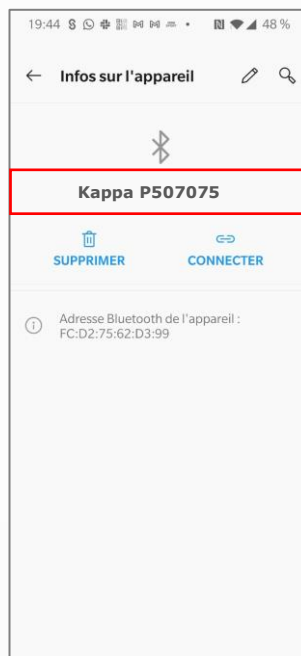 19:44 48 %
Infos sur l'appareil
Kappa P507075
SUPPRIMER CONNECTER
Adresse Bluetooth de l'appareil :
FC:D2:75:62:D3:99